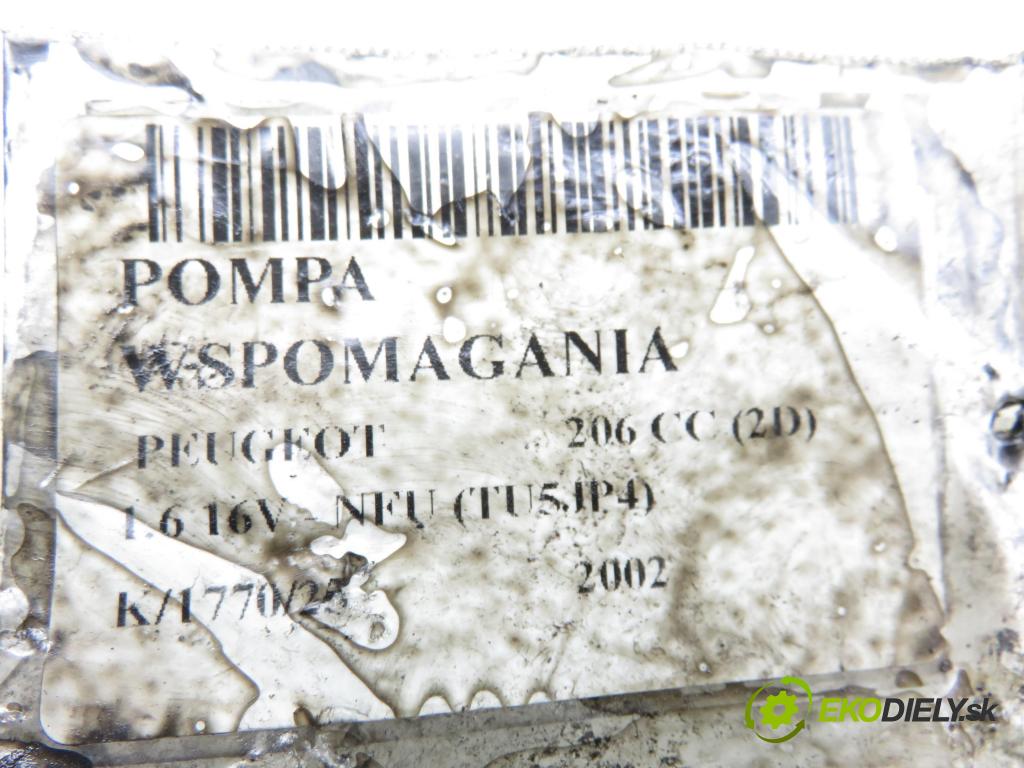 POMPA
WSPOMAGANIA
PEUGEOT 206 CC (2D)
1.6 16V - NFU (TU5JP4)
K/1770/25 2002
EKODIELY.sk